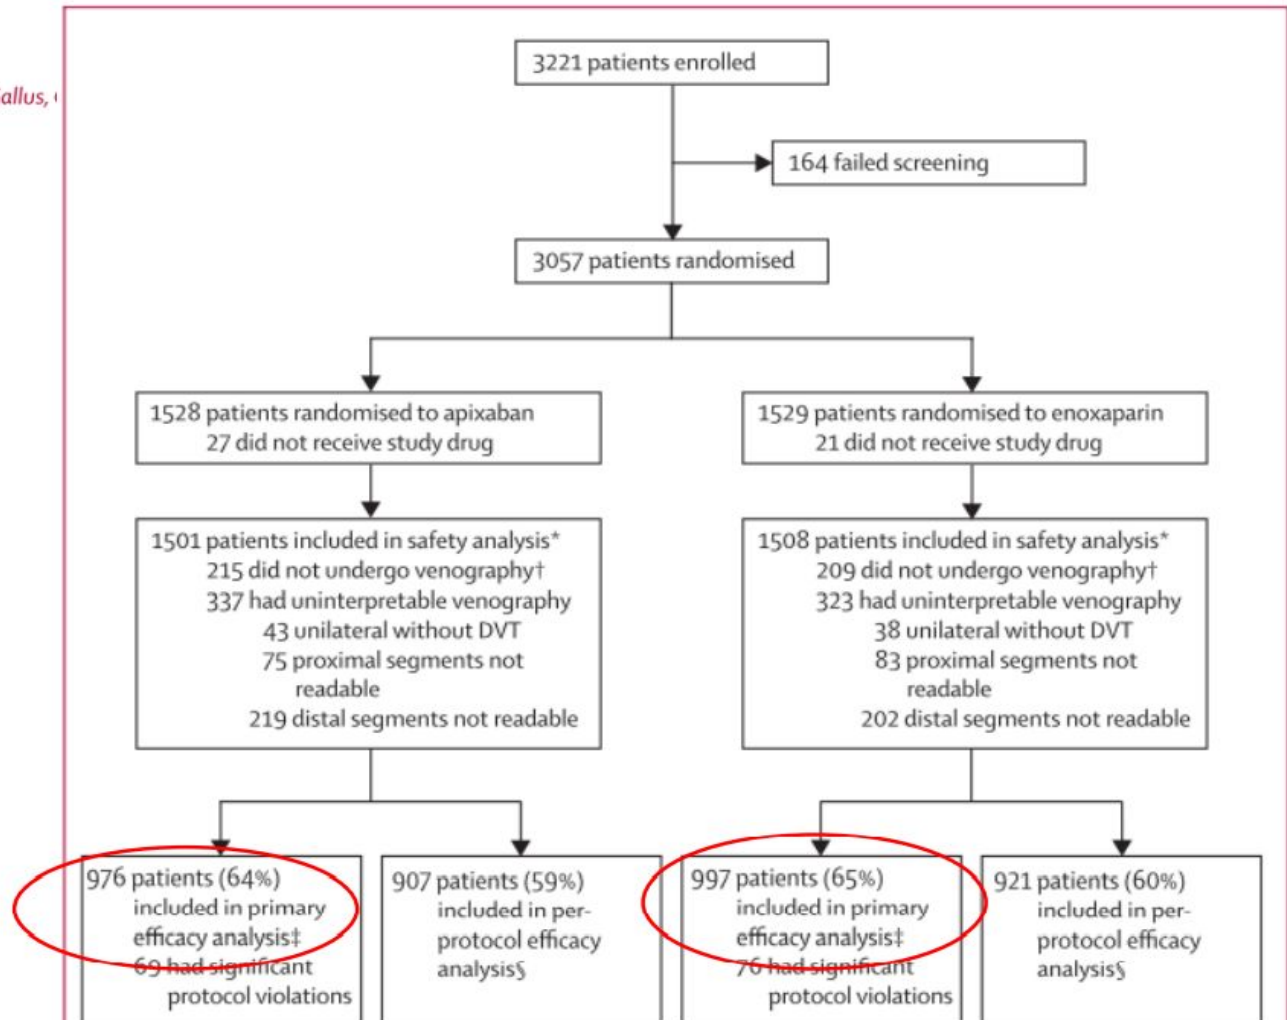 allus,
3221 patients enrolled
164 failed screening
3057 patients randomised
1528 patients randomised to apixaban
27 did not receive study drug
1529 patients randomised to enoxaparin
21 did not receive study drug
1501 patients included in safety analysis*
215 did not undergo venography†
337 had uninterpretable venography
43 unilateral without DVT
75 proximal segments not
readable
219 distal segments not readable
1508 patients included in safety analysis*
209 did not undergo venography†
323 had uninterpretable venography
38 unilateral without DVT
83 proximal segments not
readable
202 distal segments not readable
976 patients (64%)
included in primary
efficacy analysis‡
69 had significant
protocol violations
907 patients (59%)
included in per-
protocol efficacy
analysis§
997 patients (65%)
included in primary
efficacy analysis‡
76 had significant
protocol violations
921 patients (60%)
included in per-
protocol efficacy
analysis§